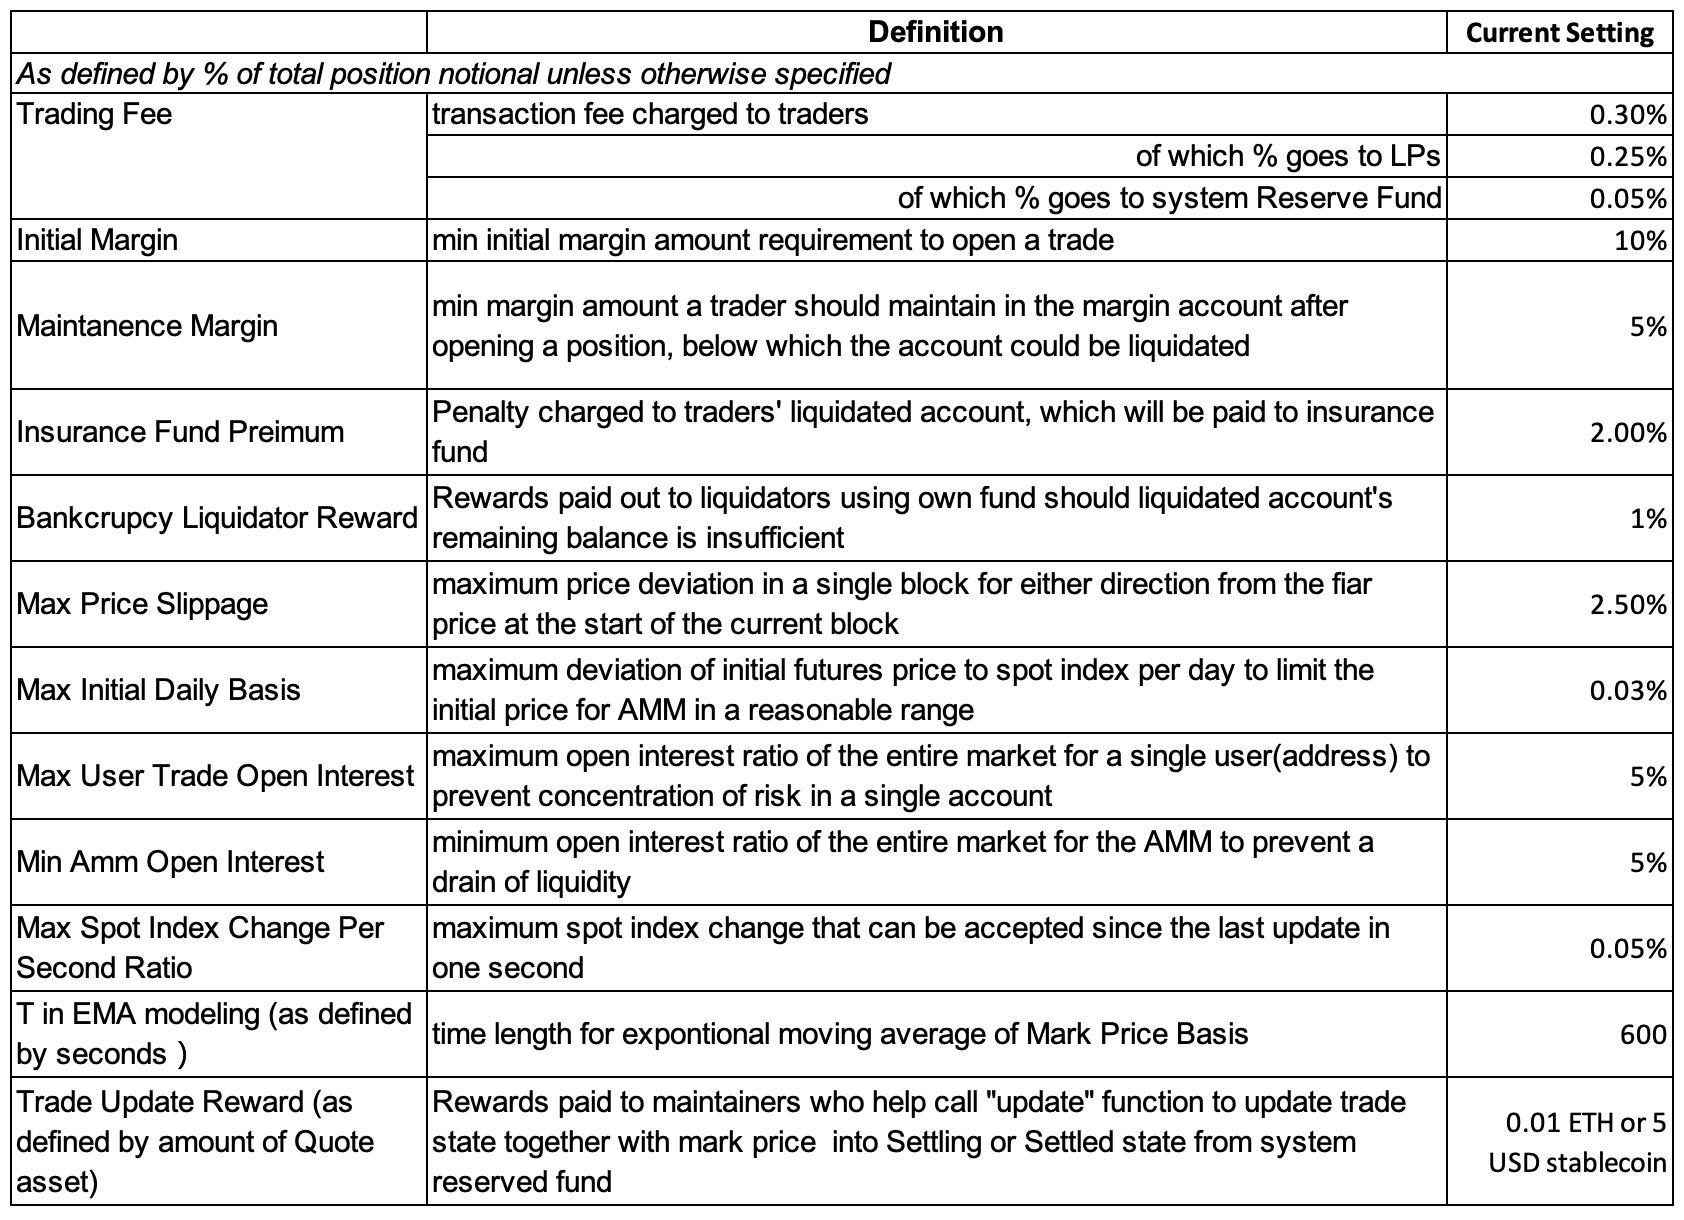 Definition Current Setting
As defined by % of total position notional unless otherwise specified
Trading Fee transaction fee charged to traders 0.30%
of which % goes to LPs 0.25%
of which % goes to system Reserve Fund 0.05%
Initial Margin min initial margin amount requirement to open a trade 10%
Maintanence Margin
min margin amount a trader should maintain in the margin account after
opening a position, below which the account could be liquidated
5%
Insurance Fund Preimum
Penalty charged to traders' liquidated account, which will be paid to insurance
fund
2.00%
Bankcrupcy Liquidator Reward
Rewards paid out to liquidators using own fund should liquidated account's
remaining balance is insufficient
1%
Max Price Slippage
maximum price deviation in a single block for either direction from the fiar
price at the start of the current block
2.50%
Max Initial Daily Basis
maximum deviation of initial futures price to spot index per day to limit the
initial price for AMM in a reasonable range
0.03%
Max User Trade Open Interest
maximum open interest ratio of the entire market for a single user(address) to
prevent concentration of risk in a single account
5%
Min Amm Open Interest
minimum open interest ratio of the entire market for the AMM to prevent a
drain of liquidity
5%
Max Spot Index Change Per
Second Ratio
maximum spot index change that can be accepted since the last update in
one second
0.05%
T in EMA modeling (as defined
by seconds )
time length for expontional moving average of Mark Price Basis
600
Trade Update Reward (as
defined by amount of Quote
asset)
Rewards paid to maintainers who help call "update" function to update trade
state together with mark price  into Settling or Settled state from system
reserved fund
0.01 ETH or 5
USD stablecoin